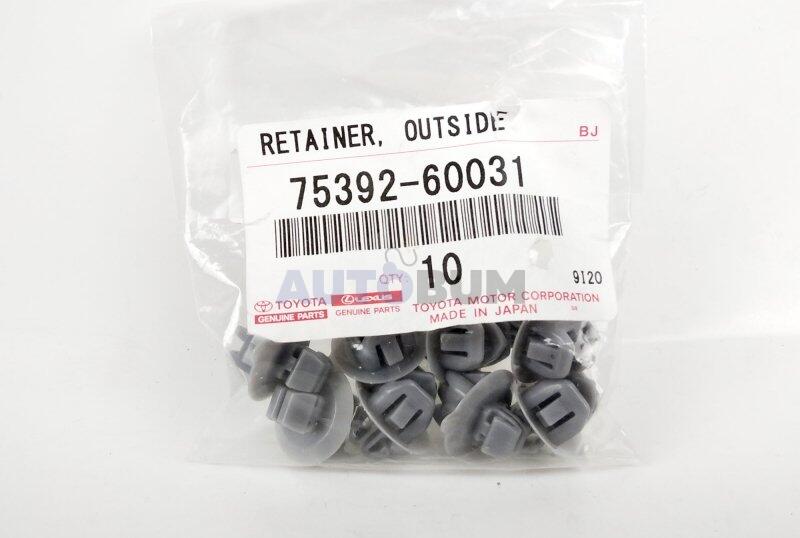 RETAINER, OUTSIDE
BJ
75392-60031
AUTOBUM
QTY. 10
9I20
TOYOTA LEXUS TOYOTA MOTOR CORPORATION
GENUINE PARTS GENUINE PARTS MADE IN JAPAN